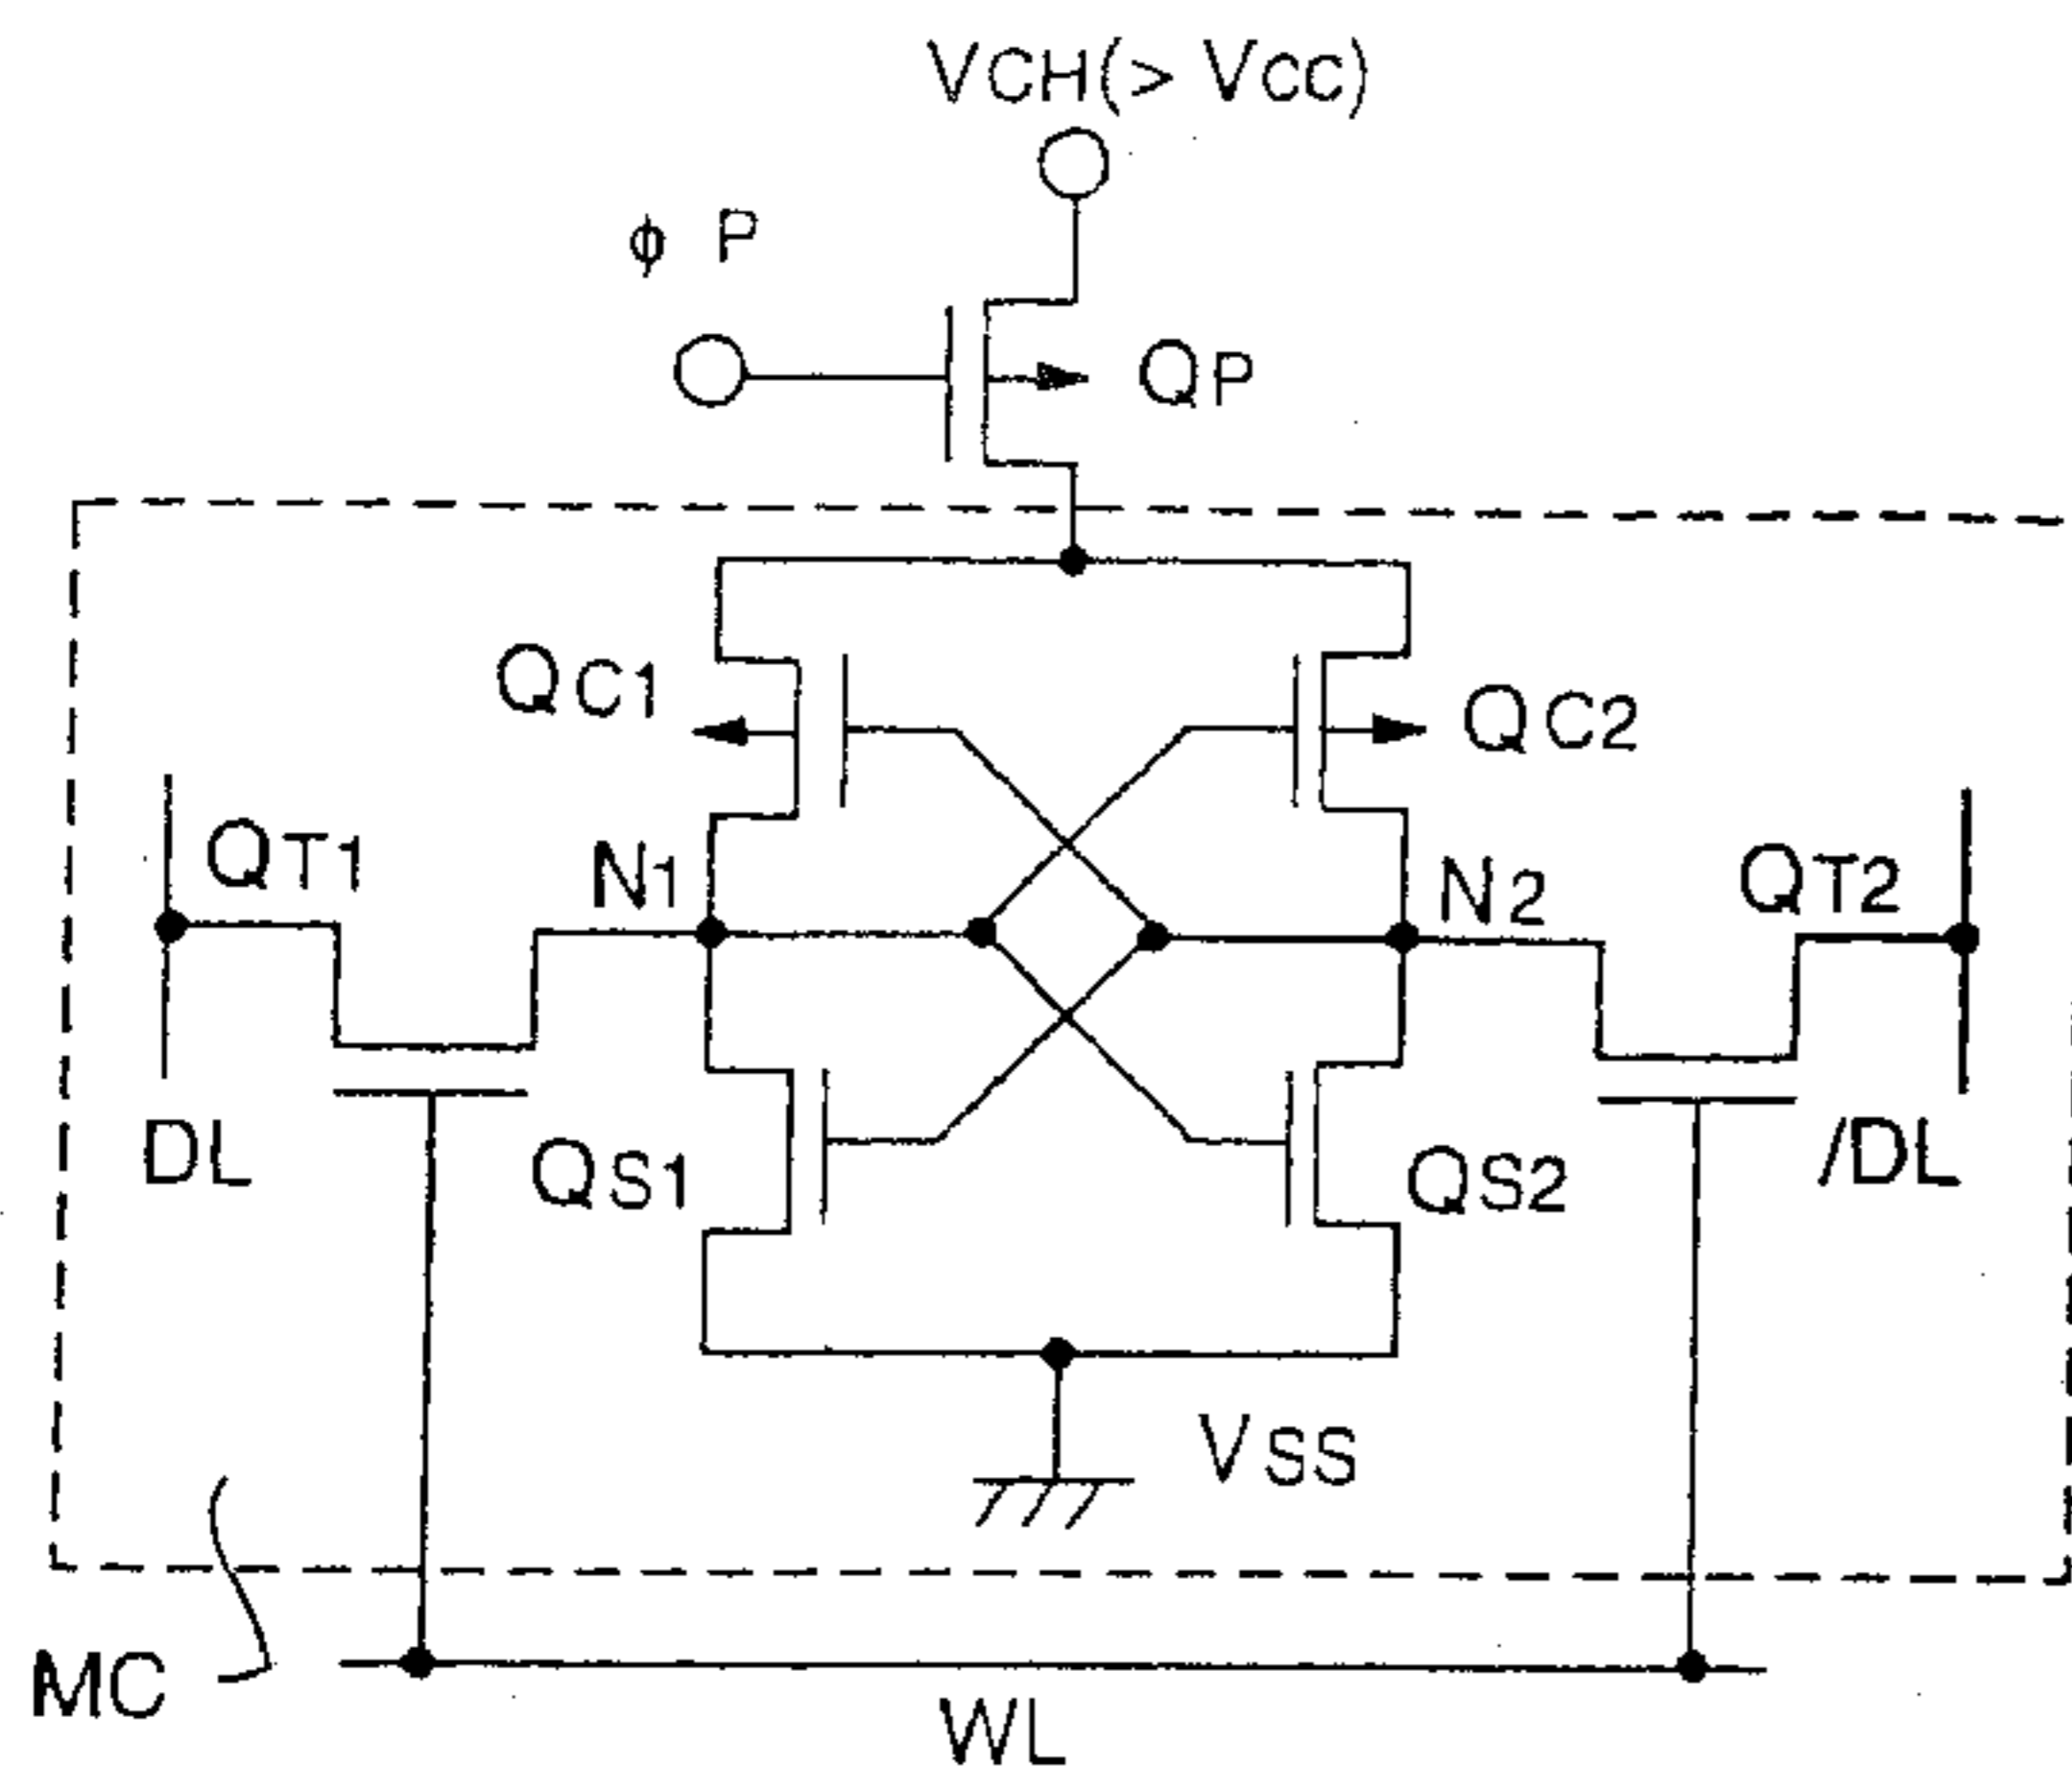 VCH(> VCC)
φ P
QP
QC1
QC2
QT1
N1
N2
QT2
DL
QS1
QS2
/DL
VSS
MC
WL